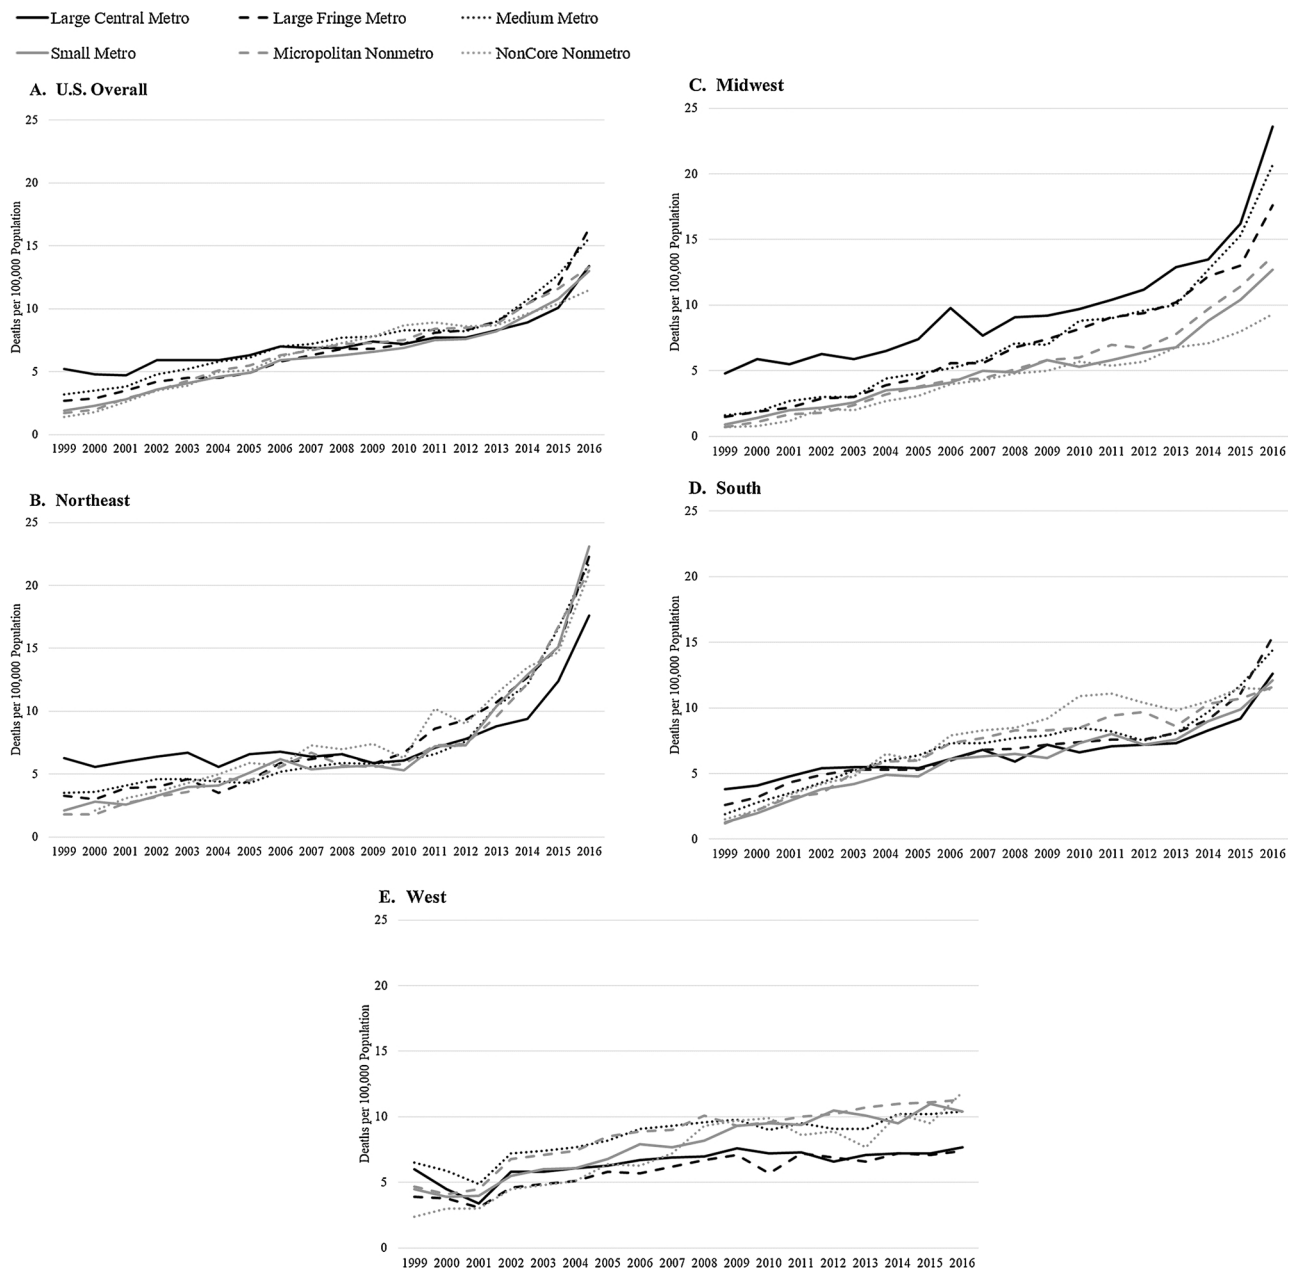 Large Central Metro Large Fringe Metro Medium Metro
Small Metro Micropolitan Nonmetro NonCore Nonmetro
A. U.S. Overall
Deaths per 100,000 Population
25
20
15
10
5
0
1999 2000 2001 2002 2003 2004 2005 2006 2007 2008 2009 2010 2011 2012 2013 2014 2015 2016
C. Midwest
Deaths per 100,000 Population
25
20
15
10
5
0
1999 2000 2001 2002 2003 2004 2005 2006 2007 2008 2009 2010 2011 2012 2013 2014 2015 2016
B. Northeast
Deaths per 100,000 Population
25
20
15
10
5
0
1999 2000 2001 2002 2003 2004 2005 2006 2007 2008 2009 2010 2011 2012 2013 2014 2015 2016
D. South
Deaths per 100,000 Population
25
20
15
10
5
0
1999 2000 2001 2002 2003 2004 2005 2006 2007 2008 2009 2010 2011 2012 2013 2014 2015 2016
E. West
Deaths per 100,000 Population
25
20
15
10
5
0
1999 2000 2001 2002 2003 2004 2005 2006 2007 2008 2009 2010 2011 2012 2013 2014 2015 2016